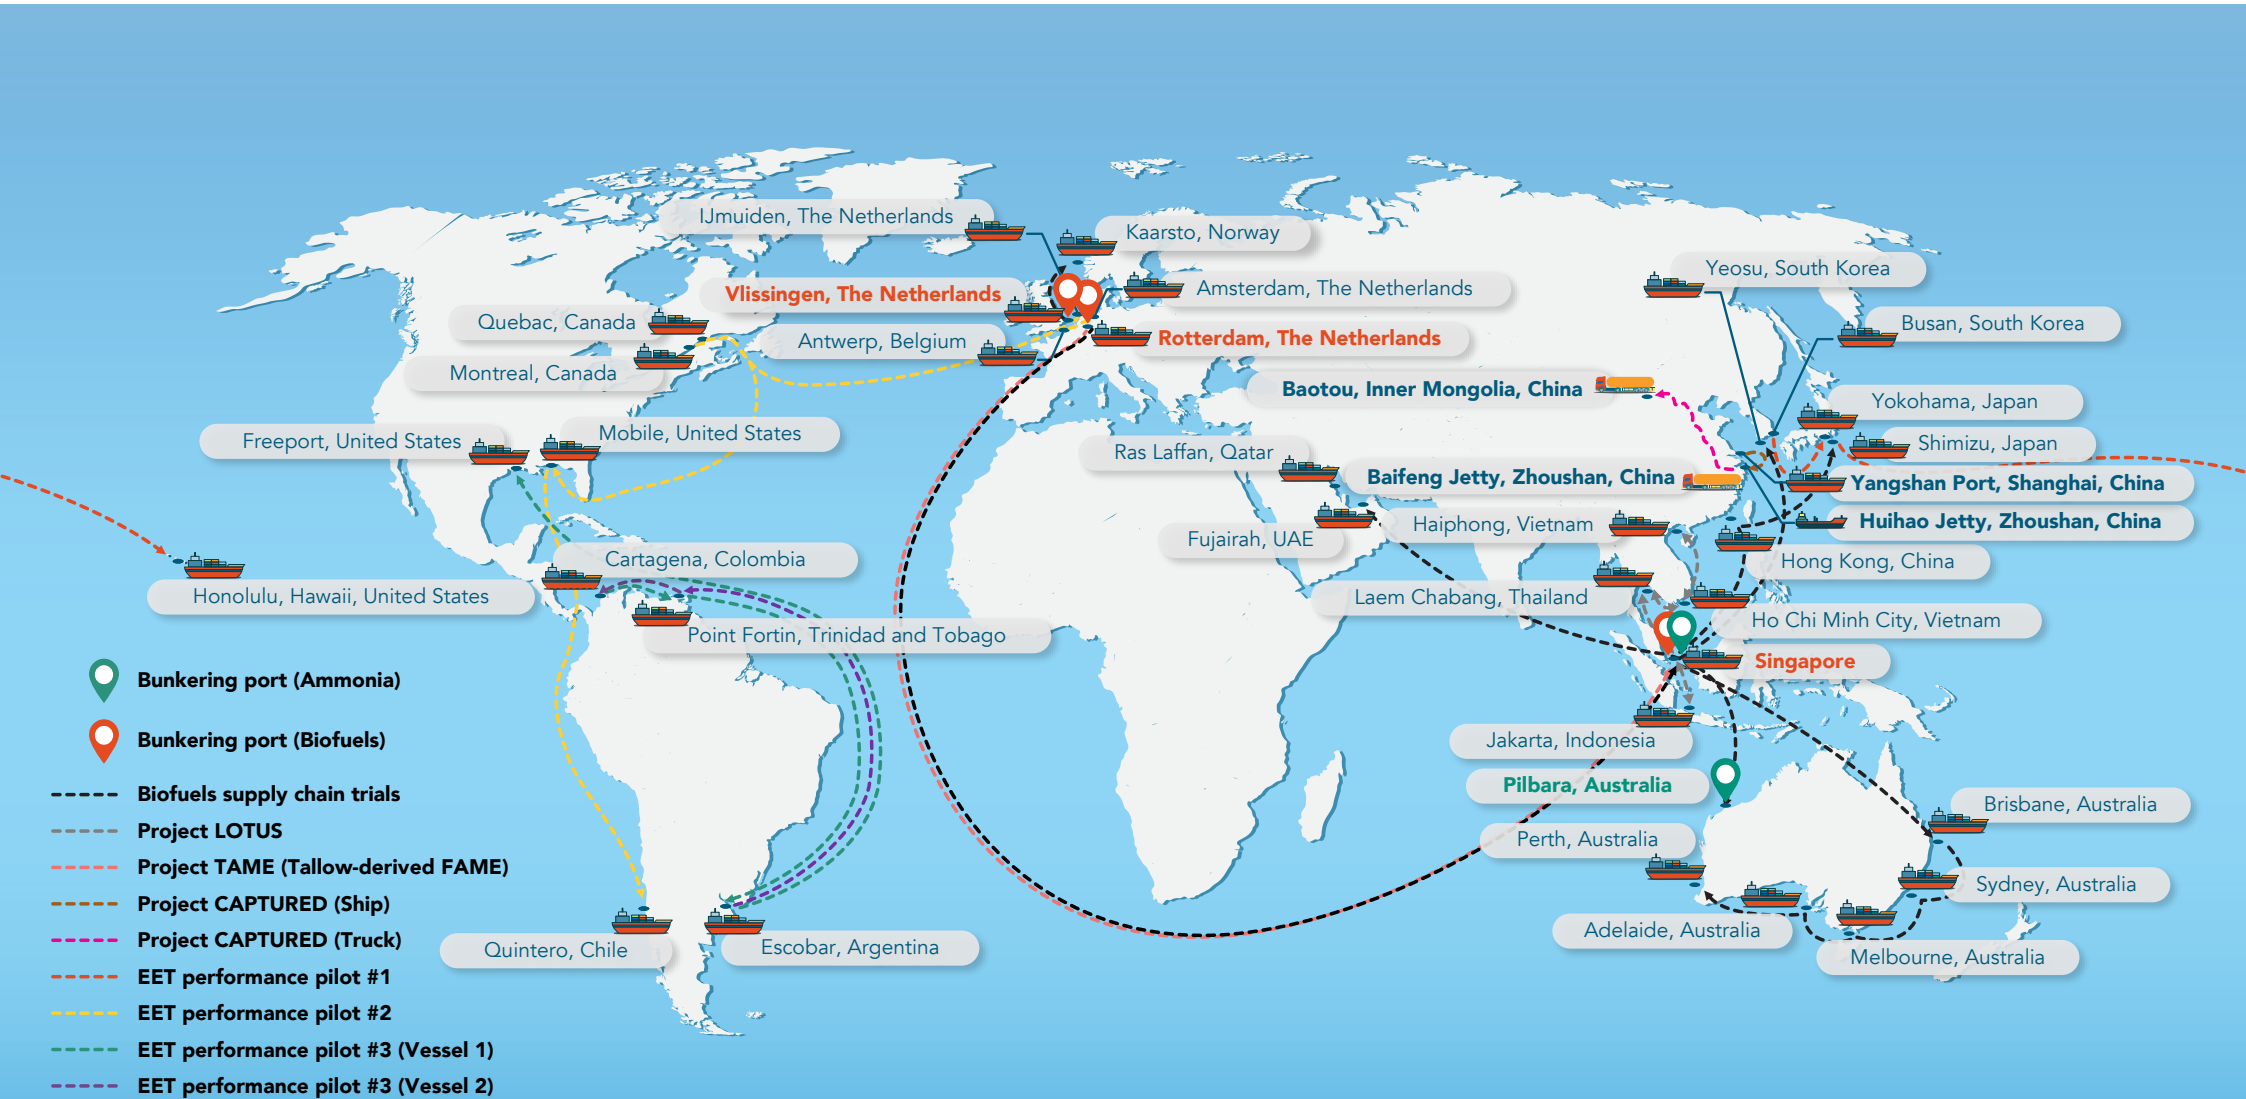 IJmuiden, The Netherlands
Kaarsto, Norway
Yeosu, South Korea
Vlissingen, The Netherlands
Amsterdam, The Netherlands
Quebac, Canada
Busan, South Korea
Antwerp, Belgium
Rotterdam, The Netherlands
Montreal, Canada
Baotou, Inner Mongolia, China
Yokohama, Japan
Freeport, United States
Mobile, United States
Ras Laffan, Qatar
Shimizu, Japan
Baifeng Jetty, Zhoushan, China
Yangshan Port, Shanghai, China
Fujairah, UAE
Haiphong, Vietnam
Huihao Jetty, Zhoushan, China
Cartagena, Colombia
Hong Kong, China
Honolulu, Hawaii, United States
Laem Chabang, Thailand
Point Fortin, Trinidad and Tobago
Ho Chi Minh City, Vietnam
Singapore
Jakarta, Indonesia
Pilbara, Australia
Brisbane, Australia
Perth, Australia
Sydney, Australia
Adelaide, Australia
Melbourne, Australia
Quintero, Chile
Escobar, Argentina
Bunkering port (Ammonia)
Bunkering port (Biofuels)
Biofuels supply chain trials
Project LOTUS
Project TAME (Tallow-derived FAME)
Project CAPTURED (Ship)
Project CAPTURED (Truck)
EET performance pilot #1
EET performance pilot #2
EET performance pilot #3 (Vessel 1)
EET performance pilot #3 (Vessel 2)